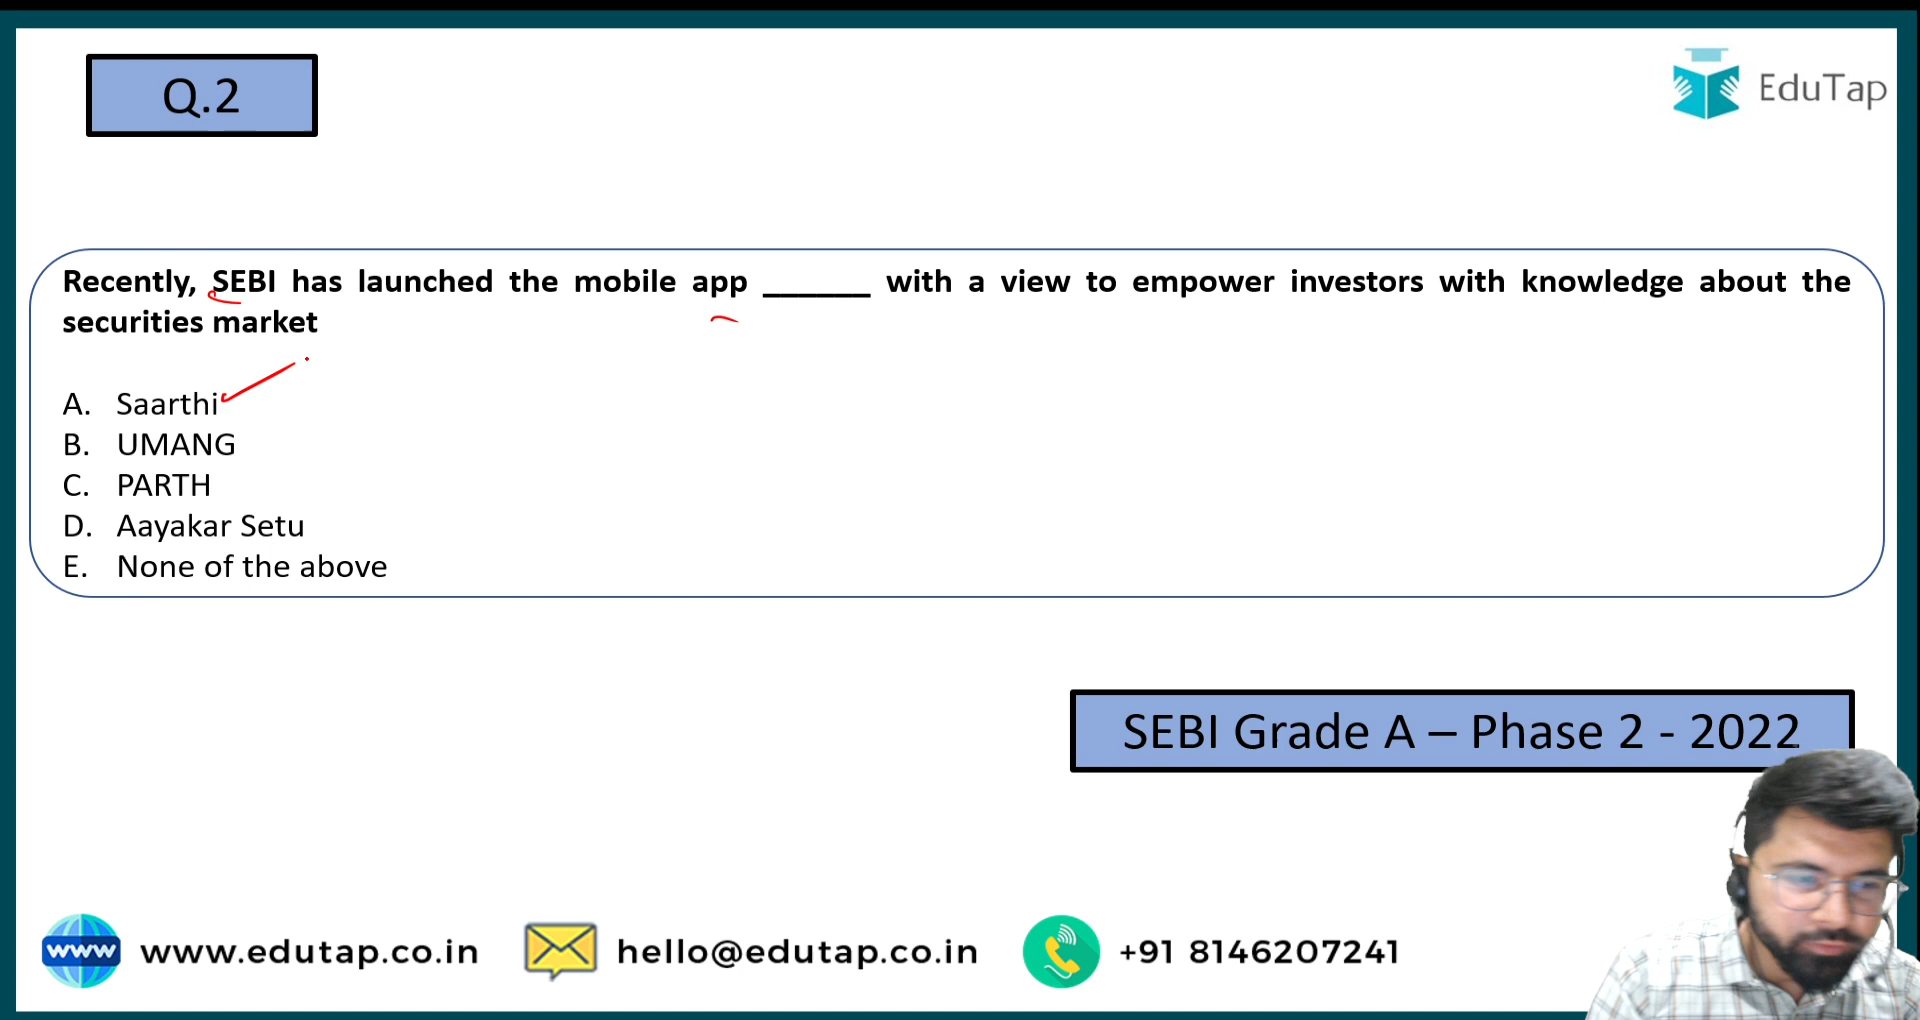 Q.2
EduTap
Recently, SEBI has launched the mobile app ______ with a view to empower investors with knowledge about the
securities market
A. Saarthi
B. UMANG
C. PARTH
D. Aayakar Setu
E. None of the above
SEBI Grade A – Phase 2 - 2022
www www.edutap.co.in hello@edutap.co.in +91 8146207241